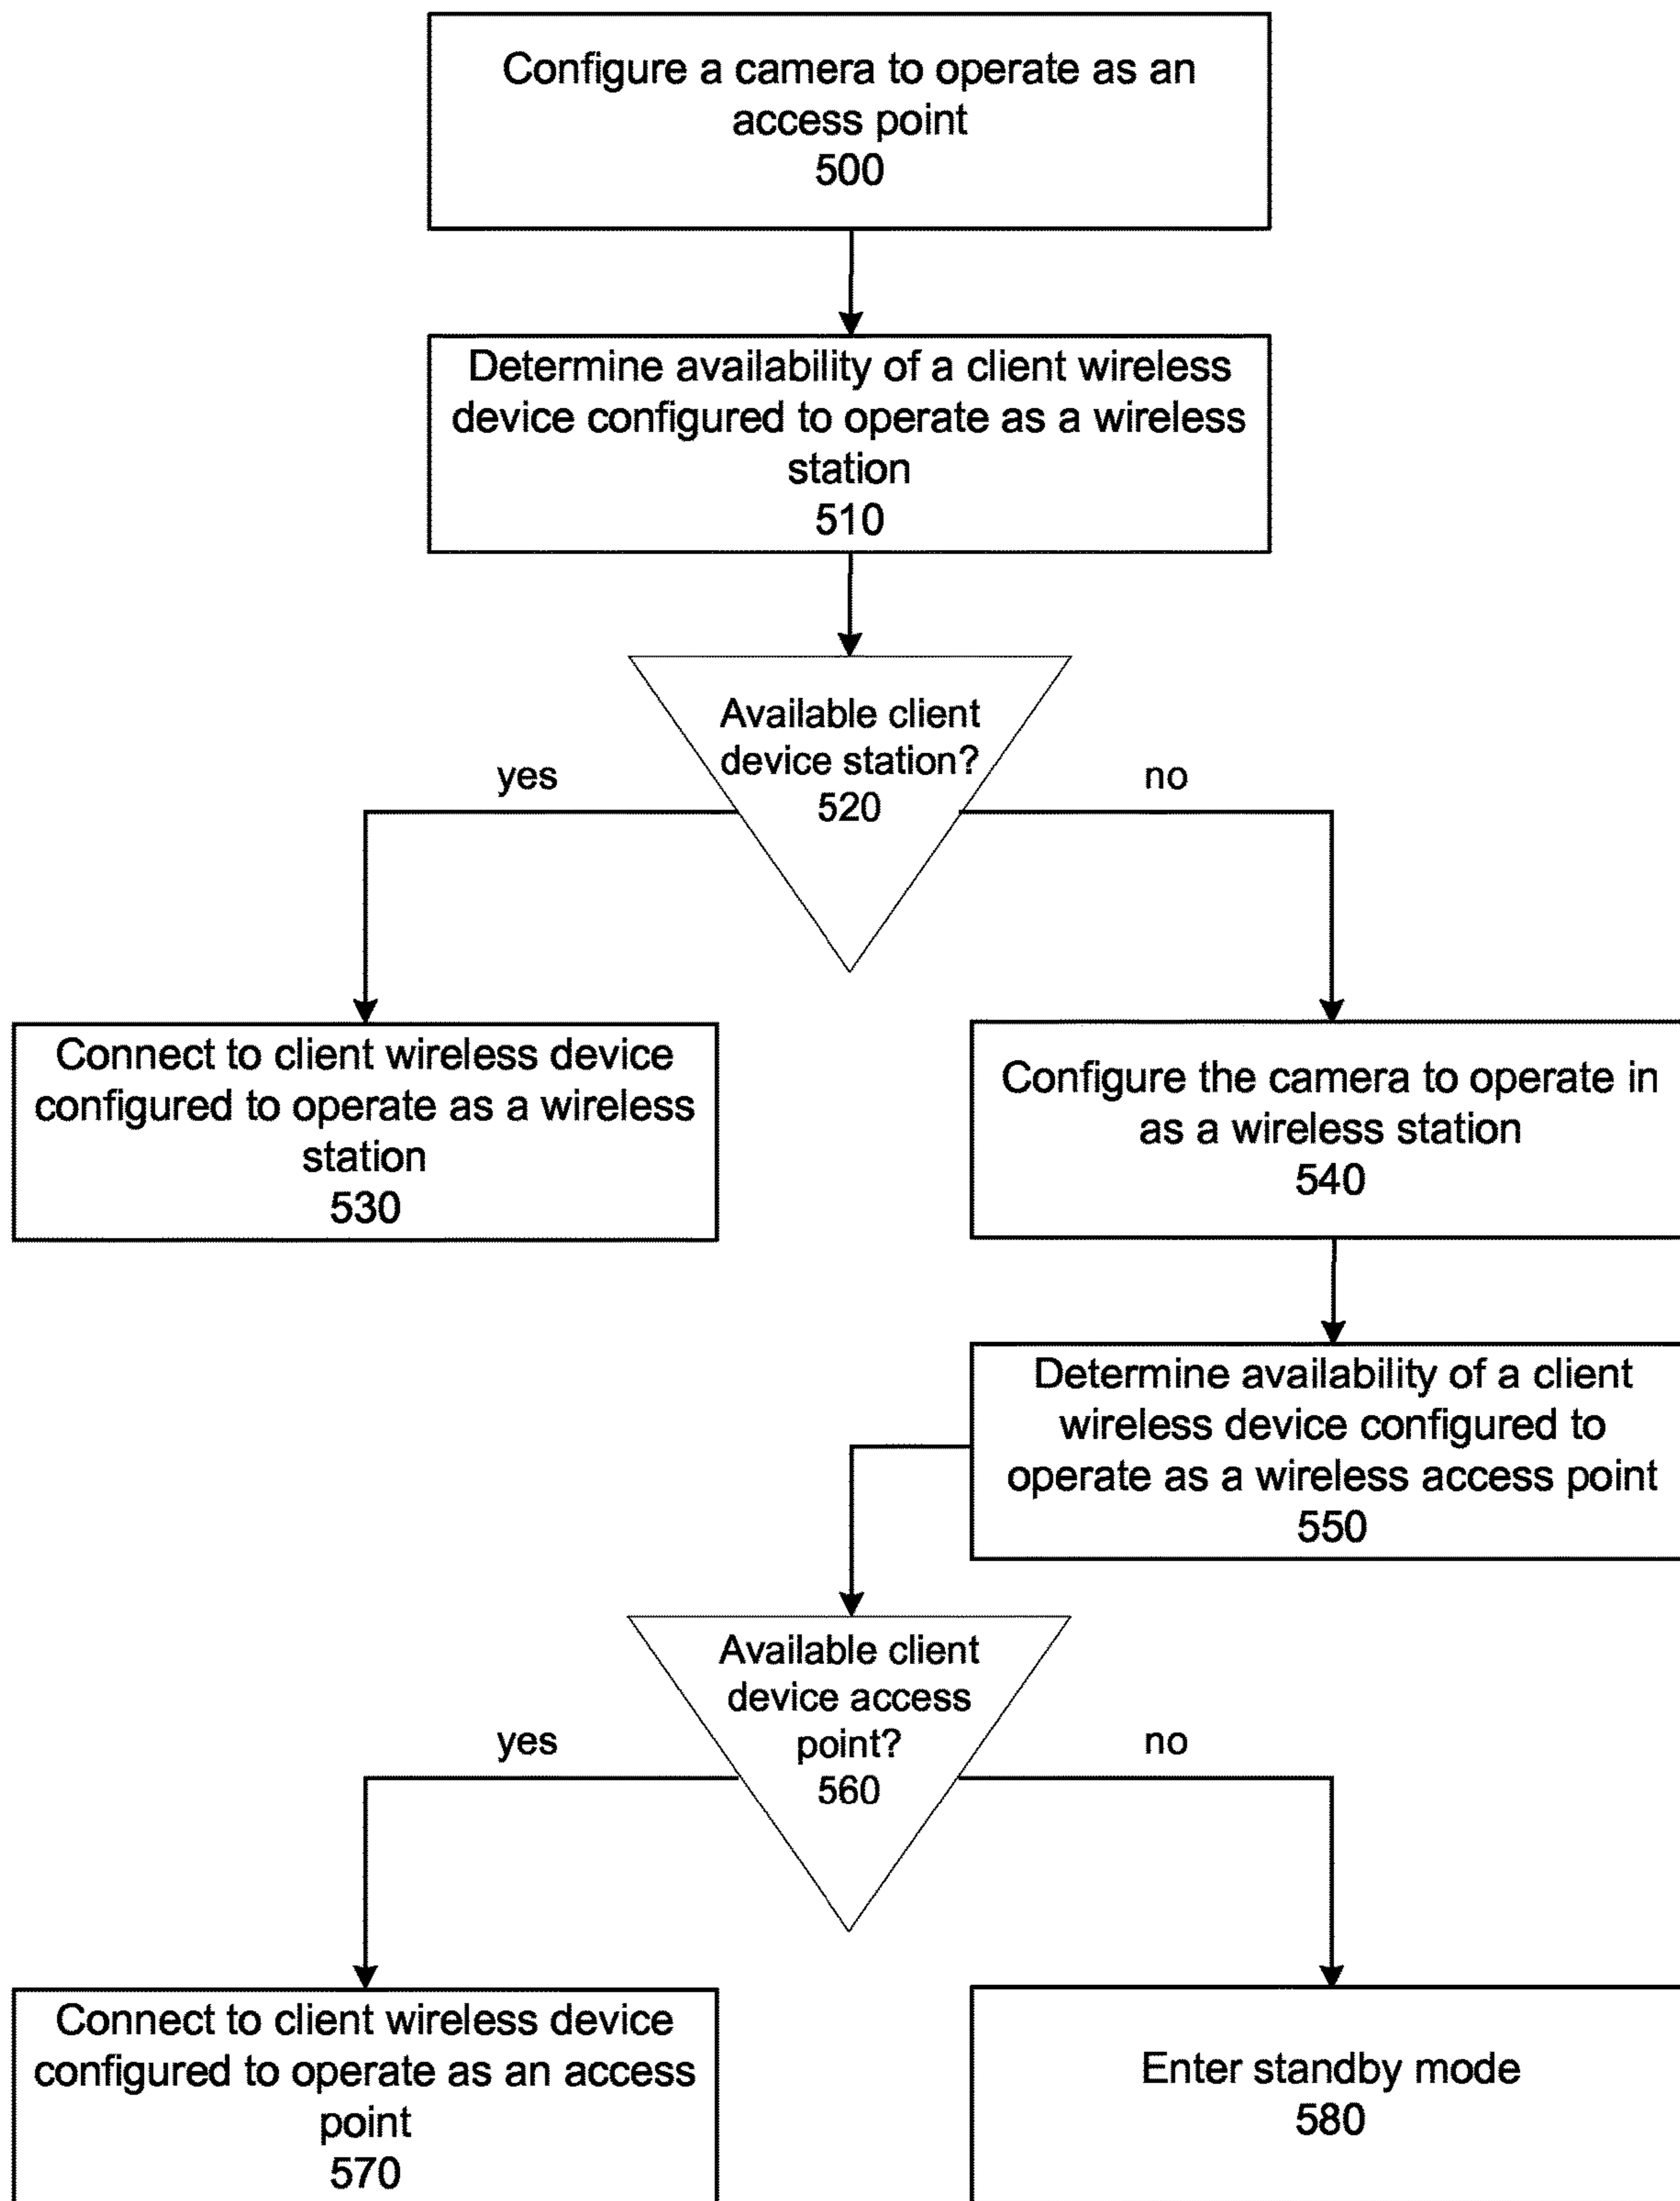 Configure a camera to operate as an
access point
500
Determine availability of a client wireless
device configured to operate as a wireless
station
510
Available client
device station?
520
yes
no
Connect to client wireless device
configured to operate as a wireless
station
530
Configure the camera to operate in
as a wireless station
540
Determine availability of a client
wireless device configured to
operate as a wireless access point
550
Available client
device access
point?
560
yes
no
Connect to client wireless device
configured to operate as an access
point
570
Enter standby mode
580